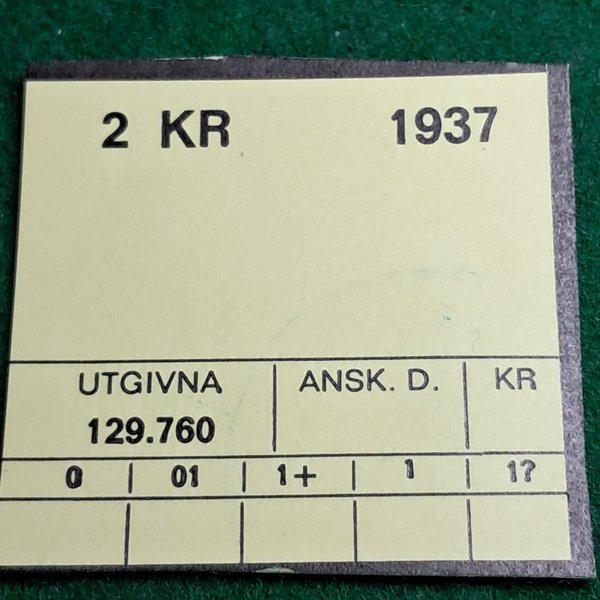 2 KR 1937
UTGIVNA ANSK. D. KR
129.760
0 01 1+ 1 1?